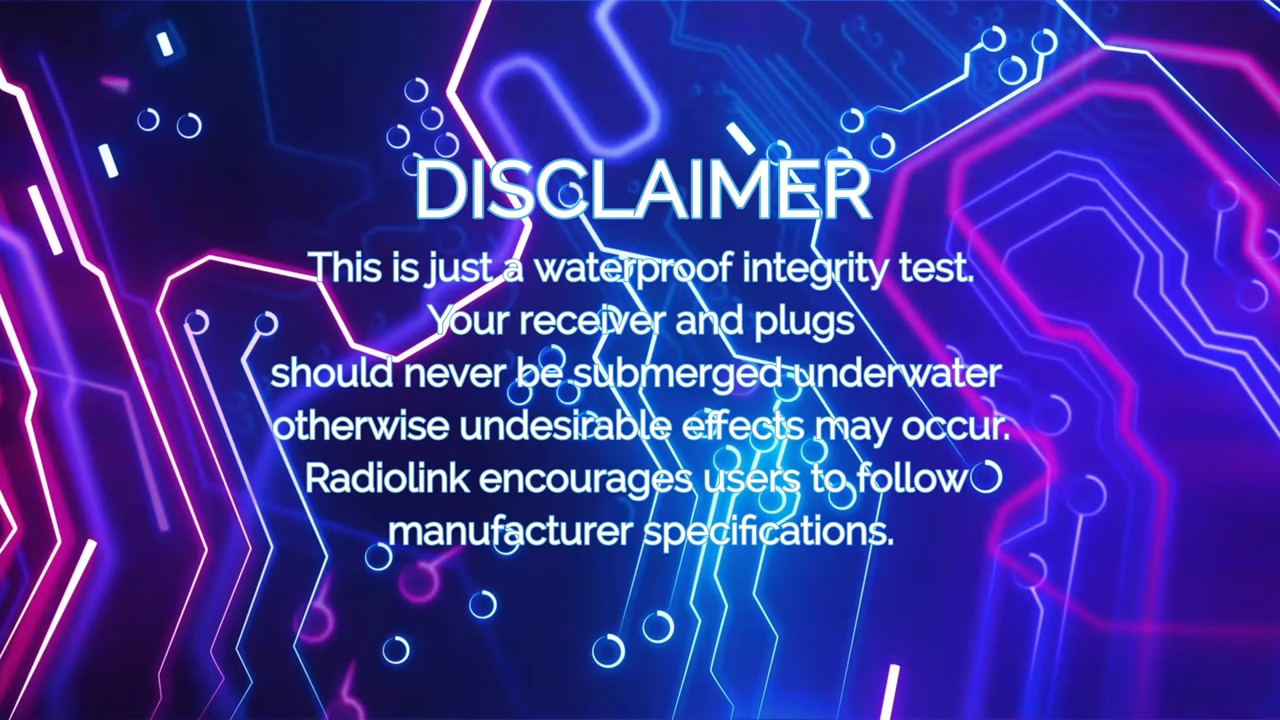 DISCLAIMER
This is just a waterproof integrity test.
Your receiver and plugs
should never be submerged underwater
otherwise undesirable effects may occur.
Radiolink encourages users to follow
manufacturer specifications.